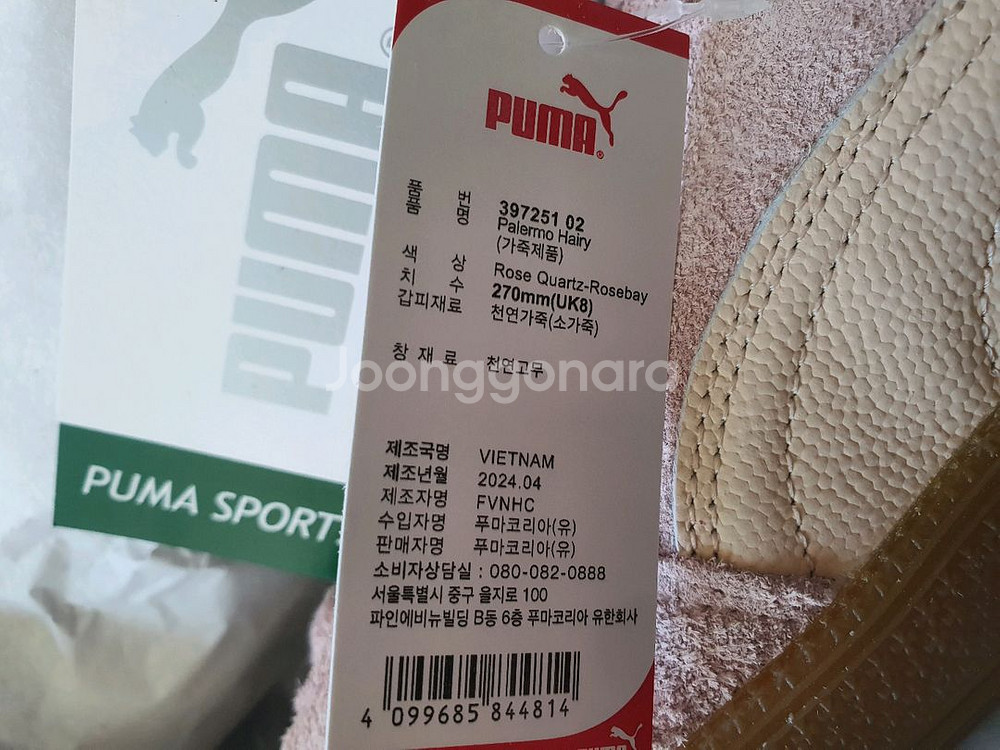 PUMA
PUMA SPORT
PUMA
품 번 397251 02
품 명 Palermo Hairy
(가죽제품)
색 상 Rose Quartz-Rosebay
치 수 270mm(UK8)
갑피재료 천연가죽(소가죽)
창 재 료 천연고무
Joonggonara
제조국명 VIETNAM
제조년월 2024.04
제조자명 FVNHC
수입자명 푸마코리아(유)
판매자명 푸마코리아(유)
소비자상담실 : 080-082-0888
서울특별시 중구 을지로 100
파인에비뉴빌딩 B동 6층 푸마코리아 유한회사
4 099685 844814
PUMA